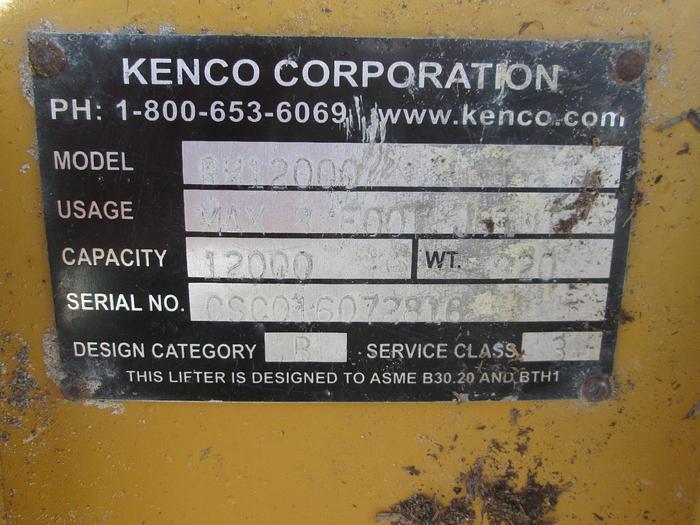 KENCO CORPORATION
PH: 1-800-653-6069 www.kenco.com
MODEL
USAGE MAX
CAPACITY 12000 WT.
SERIAL NO.
DESIGN CATEGORY B SERVICE CLASS 3
THIS LIFTER IS DESIGNED TO ASME B30.20 AND BTH1